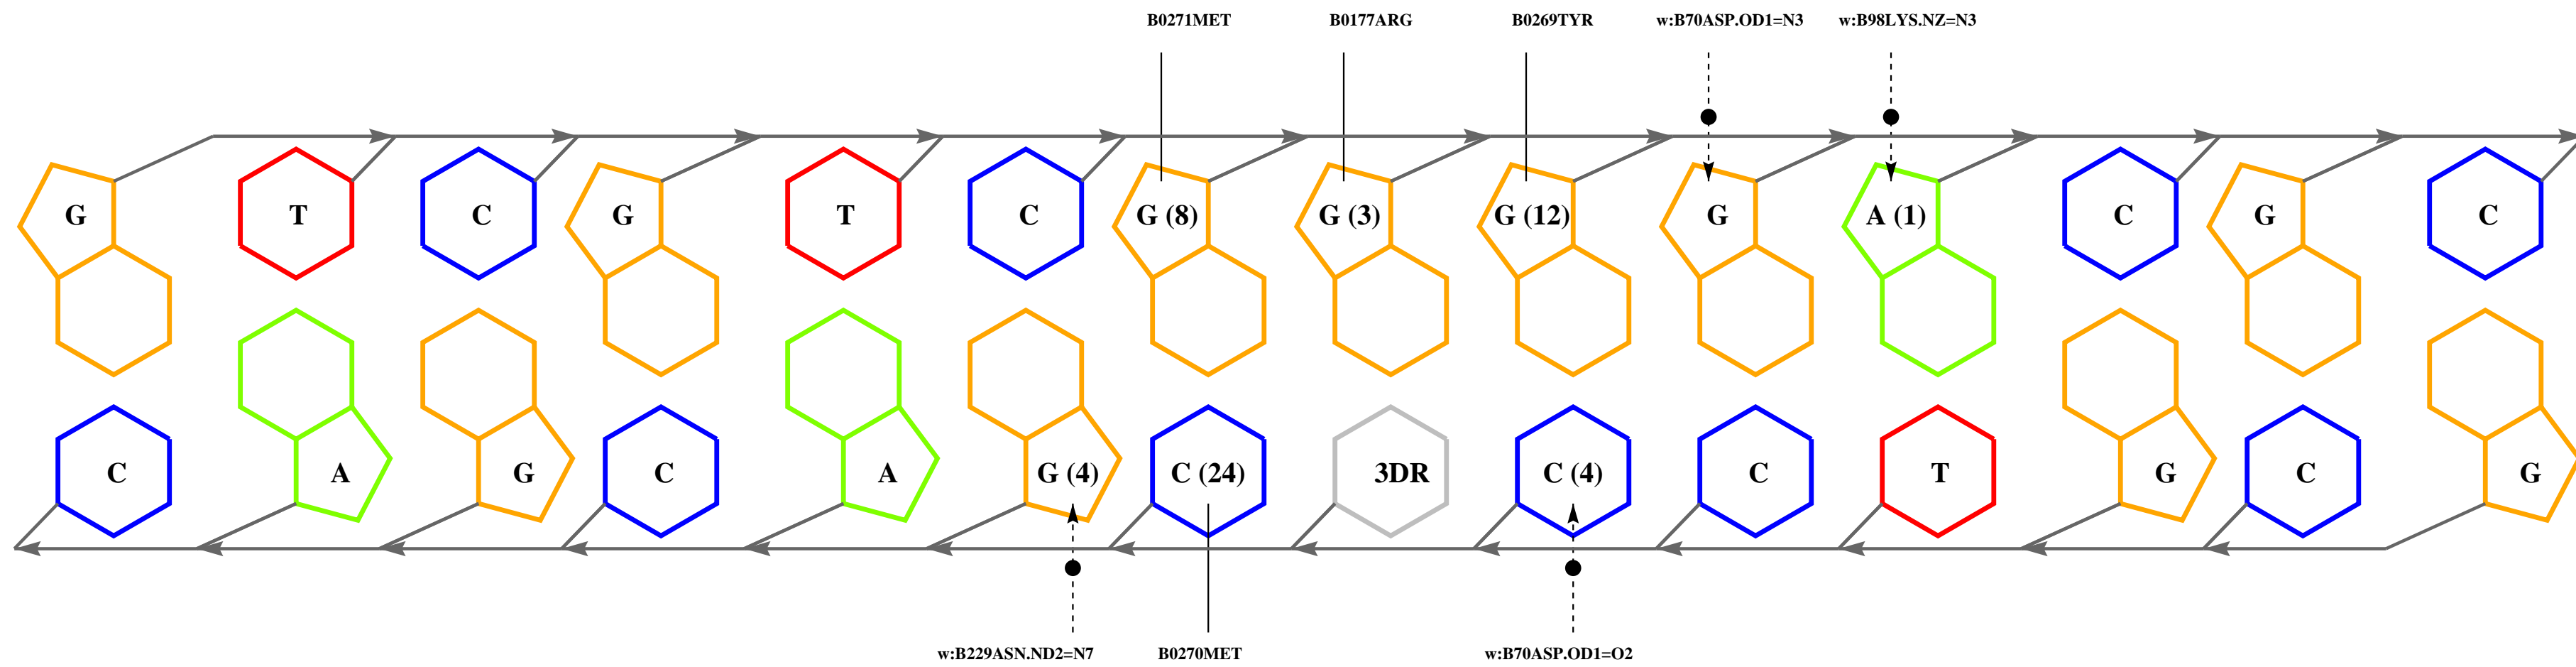 B0271MET B0177ARG B0269TYR w:B70ASP.OD1=N3 w:B98LYS.NZ=N3
G T C G T C G (8) G (3) G (12) G A (1) C G C
C A G C A G (4) C (24) 3DR C (4) C T G C G
w:B229ASN.ND2=N7 B0270MET w:B70ASP.OD1=O2